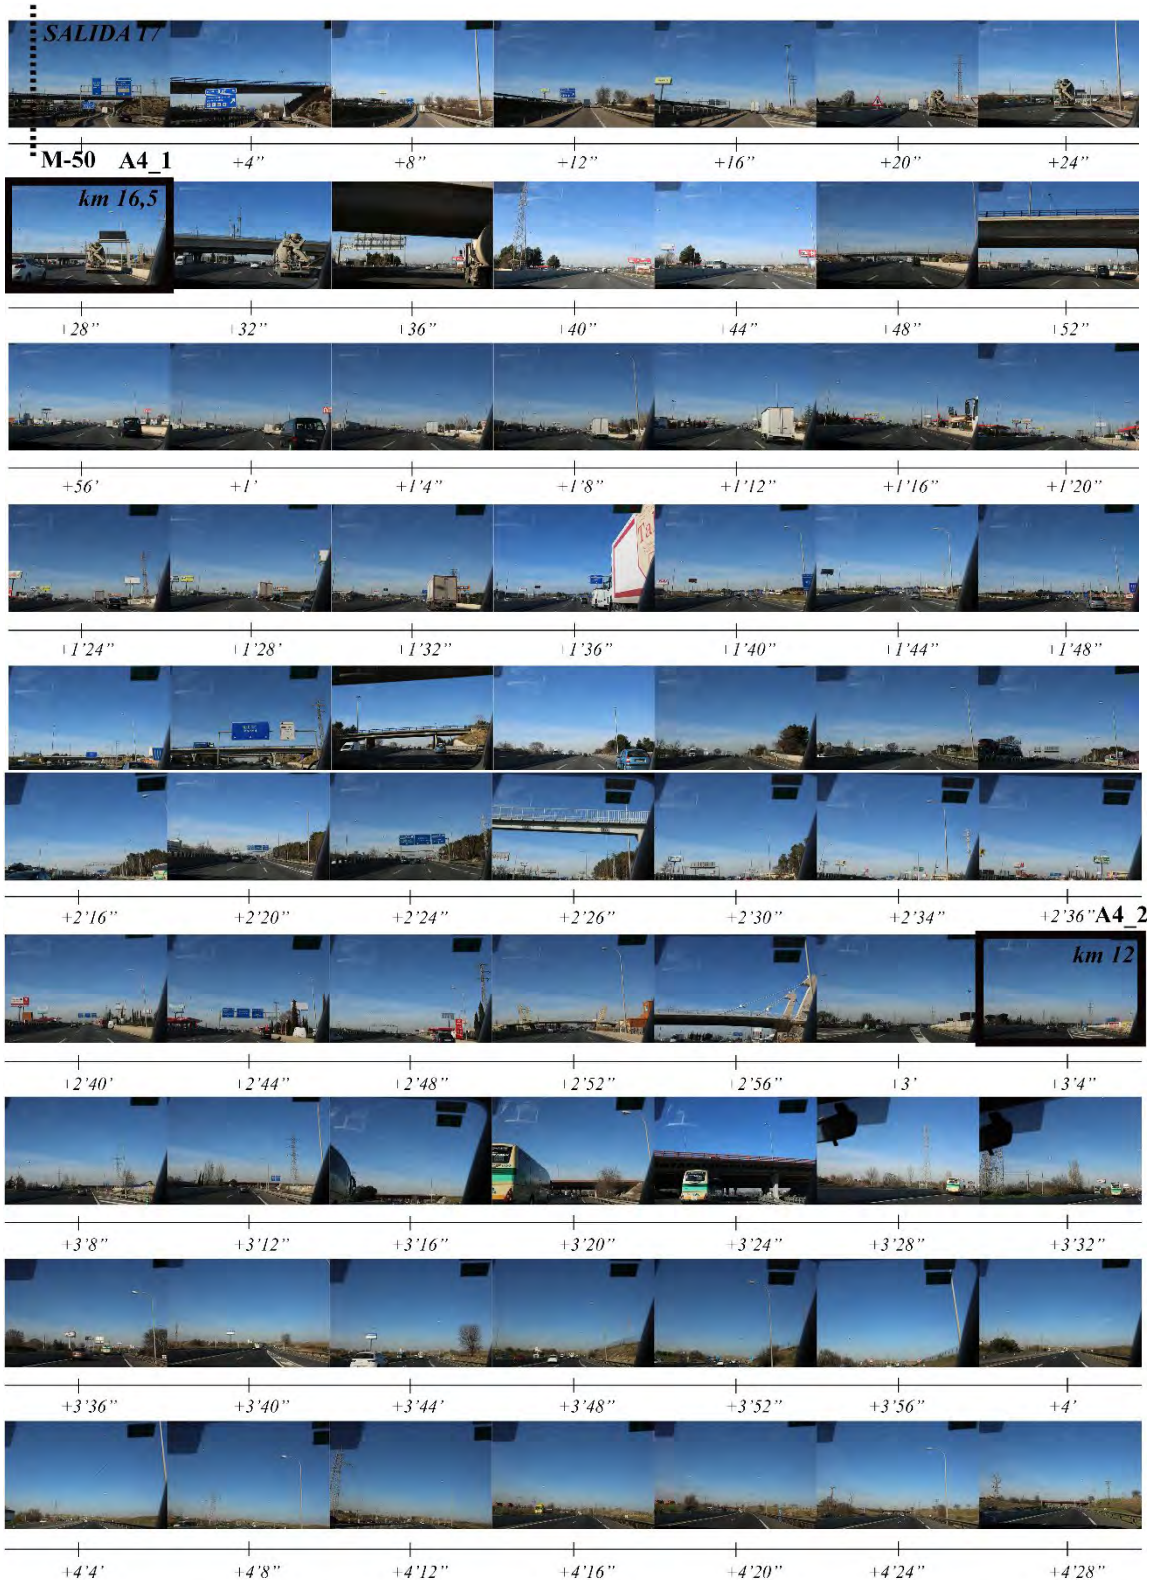 SALIDA 17
+4” +8” +12” +16” +20” +24”
M-50 A4_1
km 16,5
28” 32” 36” 40” 44” 48” 52”
+56’ +1’ +1’4” +1’8” +1’12” +1’16” +1’20”
Ta
1’24” 1’28’ 1’32” 1’36” 1’40” 1’44” 1’48”
+2’16” +2’20” +2’24” +2’26” +2’30” +2’34” +2’36” A4_2
km 12
2’40’ 2’44” 2’48” 2’52” 2’56” 3’ 3’4”
+3’8” +3’12” +3’16” +3’20” +3’24” +3’28” +3’32”
+3’36” +3’40” +3’44’ +3’48” +3’52” +3’56” +4’
+4’4’ +4’8” +4’12” +4’16” +4’20” +4’24” +4’28”